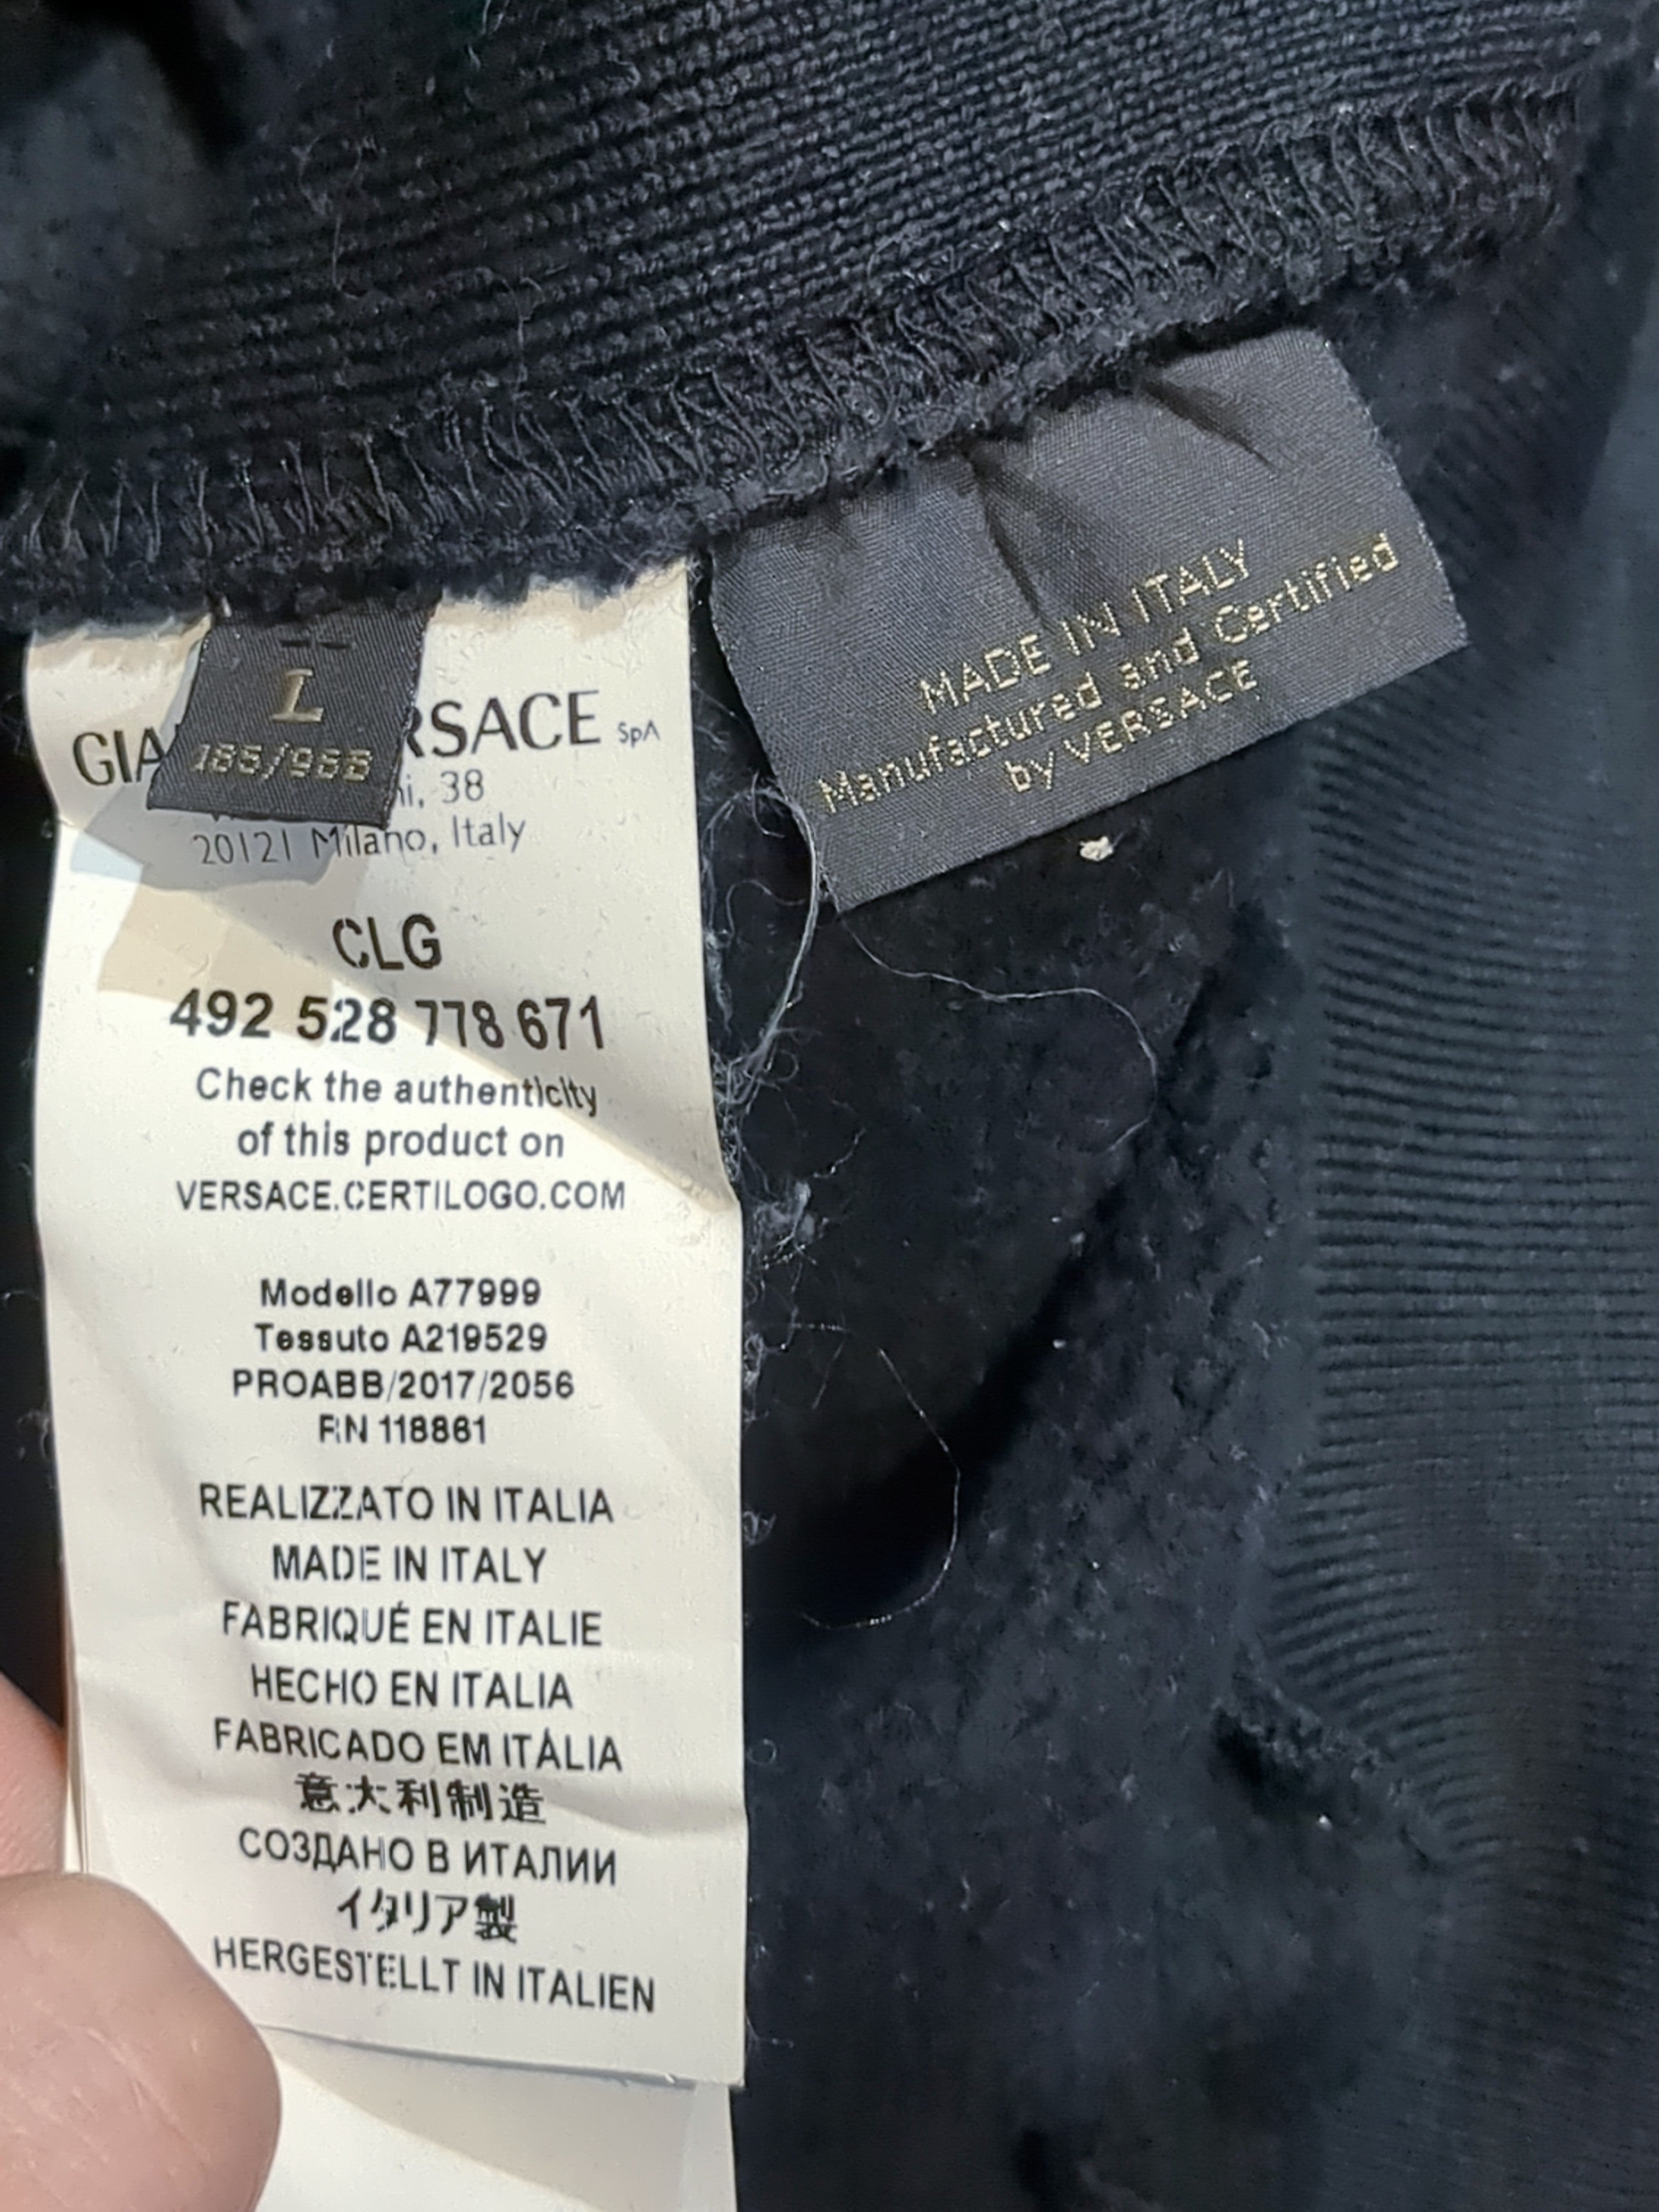 L
GIA RSACE SpA
38
20121 Milano, Italy
CLG
492 528 778 671
Check the authenticity
of this product on
VERSACE.CERTILOGO.COM
Modello A77999
Tessuto A219529
PROABB/2017/2056
RN 118861
REALIZZATO IN ITALIA
MADE IN ITALY
FABRIQUÉ EN ITALIE
HECHO EN ITALIA
FABRICADO EM ITÁLIA
意大利制造
СОЗДАНО В ИТАЛИИ
イタリア製
HERGESTELLT IN ITALIEN
MADE IN ITALY
Manufactured and Certified
by VERSACE